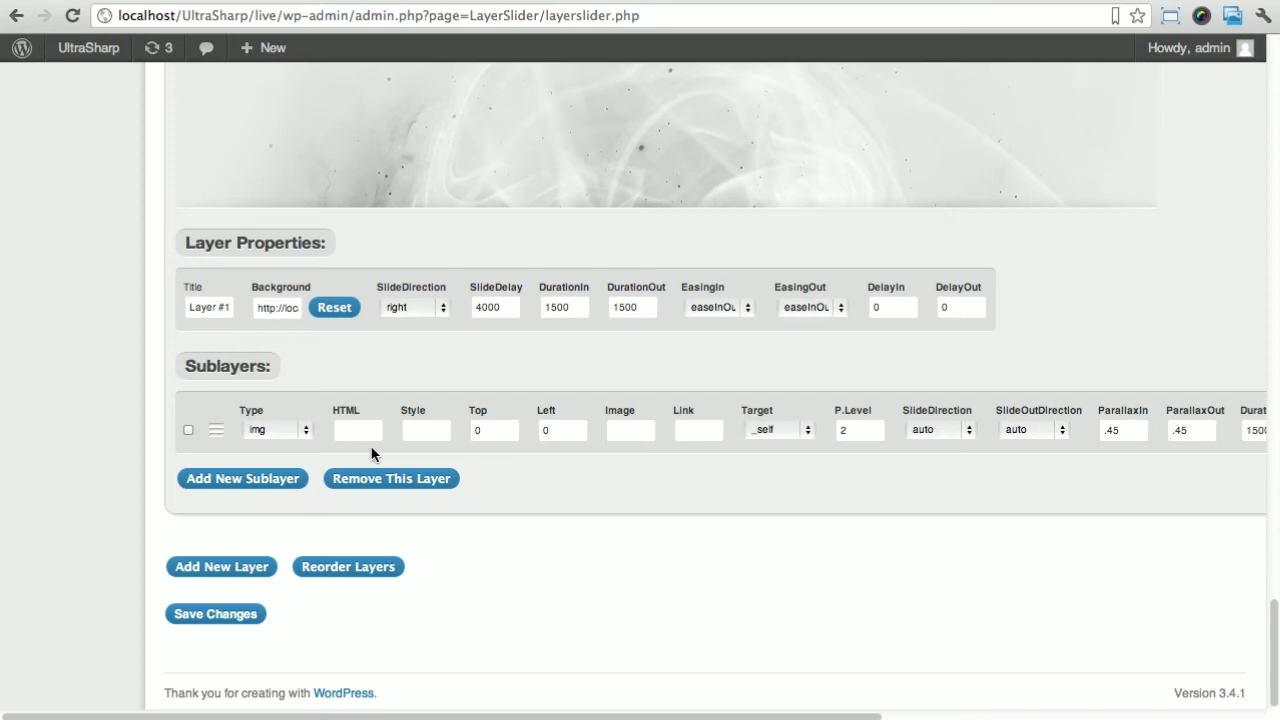 localhost/UltraSharp/live/wp-admin/admin.php?page=LayerSlider/layerslider.php
UltraSharp 3 + New Howdy, admin
Layer Properties:
Title Background SlideDirection SlideDelay DurationIn DurationOut EasingIn EasingOut DelayIn DelayOut
Layer #1 http://loc Reset right 4000 1500 1500 easeInOu easeInOu 0 0
Sublayers:
Type HTML Style Top Left Image Link Target P.Level SlideDirection SlideOutDirection ParallaxIn ParallaxOut Durat
img 0 0 _self 2 auto auto .45 .45 1500
Add New Sublayer Remove This Layer
Add New Layer Reorder Layers
Save Changes
Thank you for creating with WordPress. Version 3.4.1